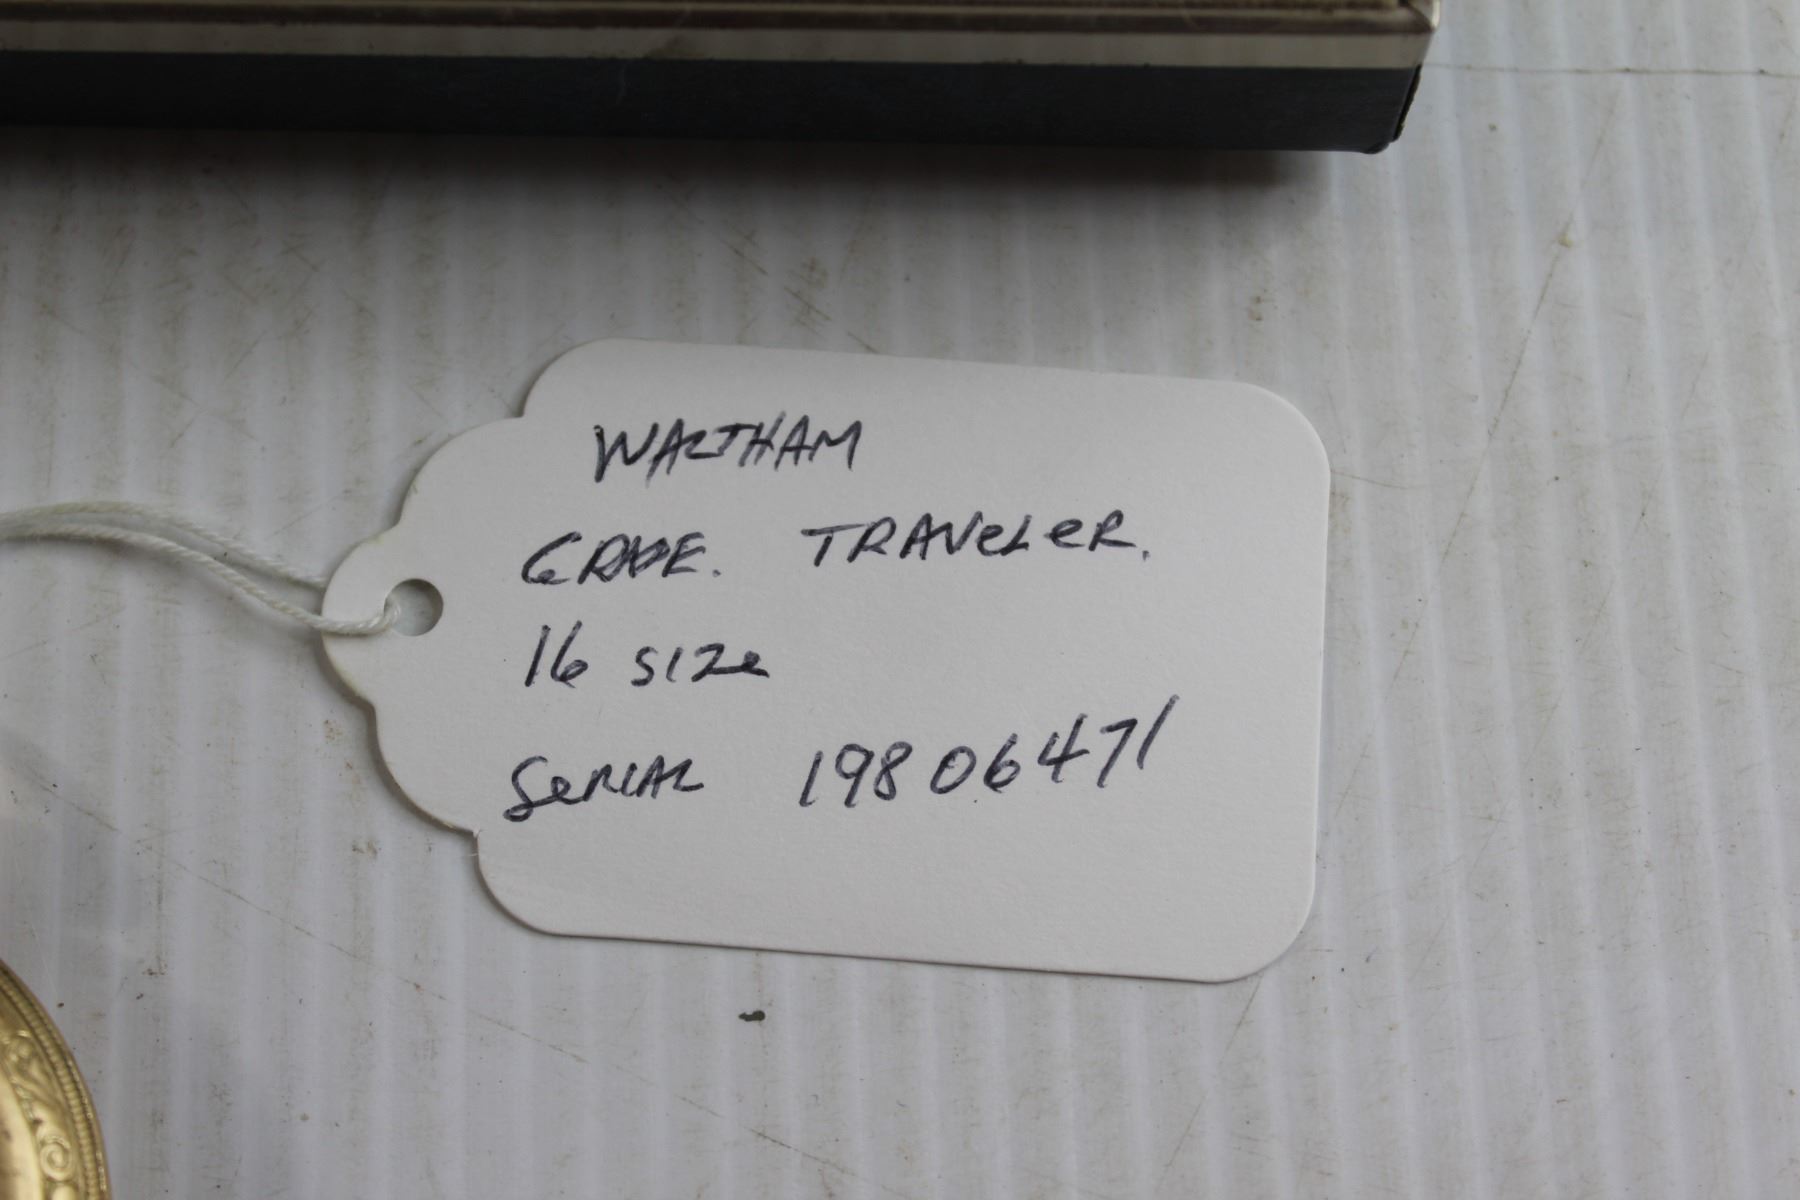 WALTHAM
GRADE. TRAVeLeR.
16 SIZe
SeRIAL 19806471